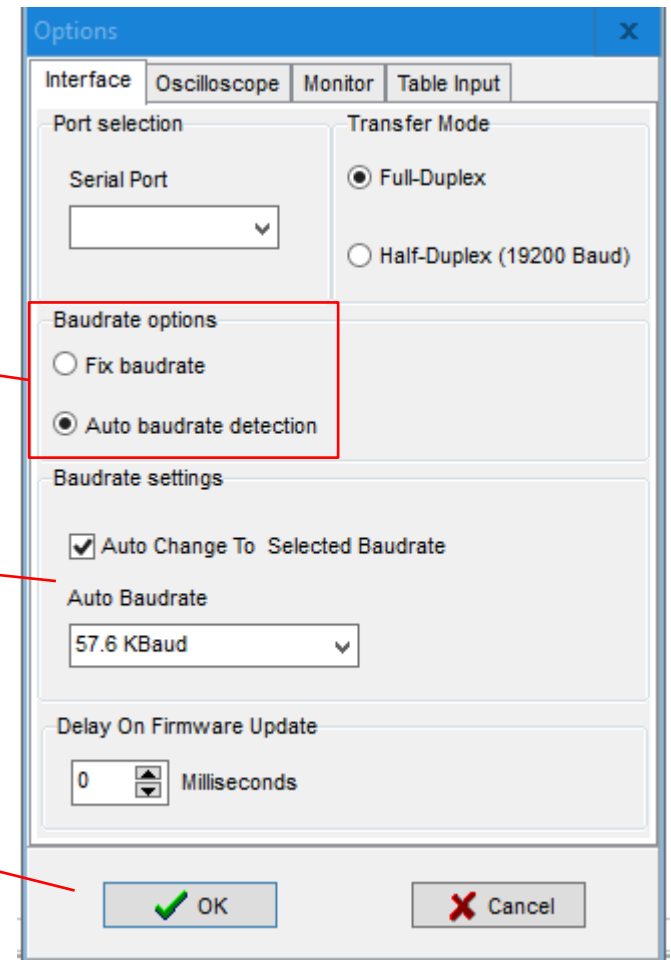 Options
Interface Oscilloscope Monitor Table Input
Port selection
Serial Port
Transfer Mode
Full-Duplex
Half-Duplex (19200 Baud)
Baudrate options
Fix baudrate
Auto baudrate detection
Baudrate settings
Auto Change To Selected Baudrate
Auto Baudrate
57.6 KBaud
Delay On Firmware Update
0 Milliseconds
OK Cancel